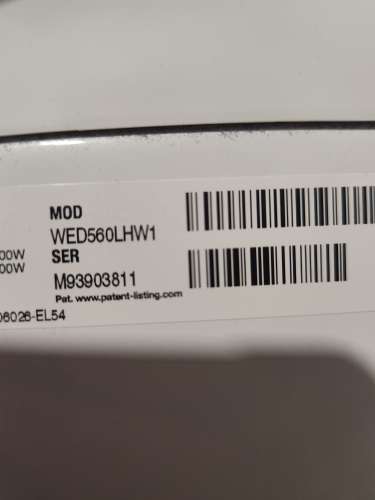 MOD
WED560LHW1
00W SER
00W
M93903811
Pat. www.patent-listing.com
06026-EL54